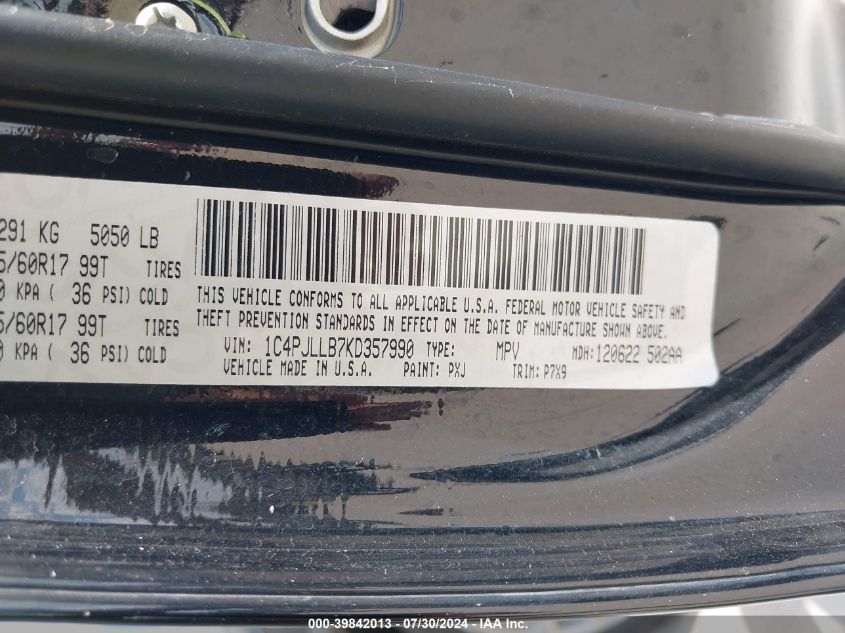 291 KG 5050 LB
/60R17 99T TIRES
KPA ( 36 PSI) COLD
/60R17 99T TIRES
KPA ( 36 PSI) COLD
THIS VEHICLE CONFORMS TO ALL APPLICABLE U.S.A. FEDERAL MOTOR VEHICLE SAFETY AND
THEFT PREVENTION STANDARDS IN EFFECT ON THE DATE OF MANUFACTURE SHOWN ABOVE.
VIN: 1C4PJLLB7KD357990 TYPE: MPV MDH:120622 502AA
VEHICLE MADE IN U.S.A. PAINT: PXJ TRIM: P7X9
000-39842013 - 07/30/2024 - IAA Inc.